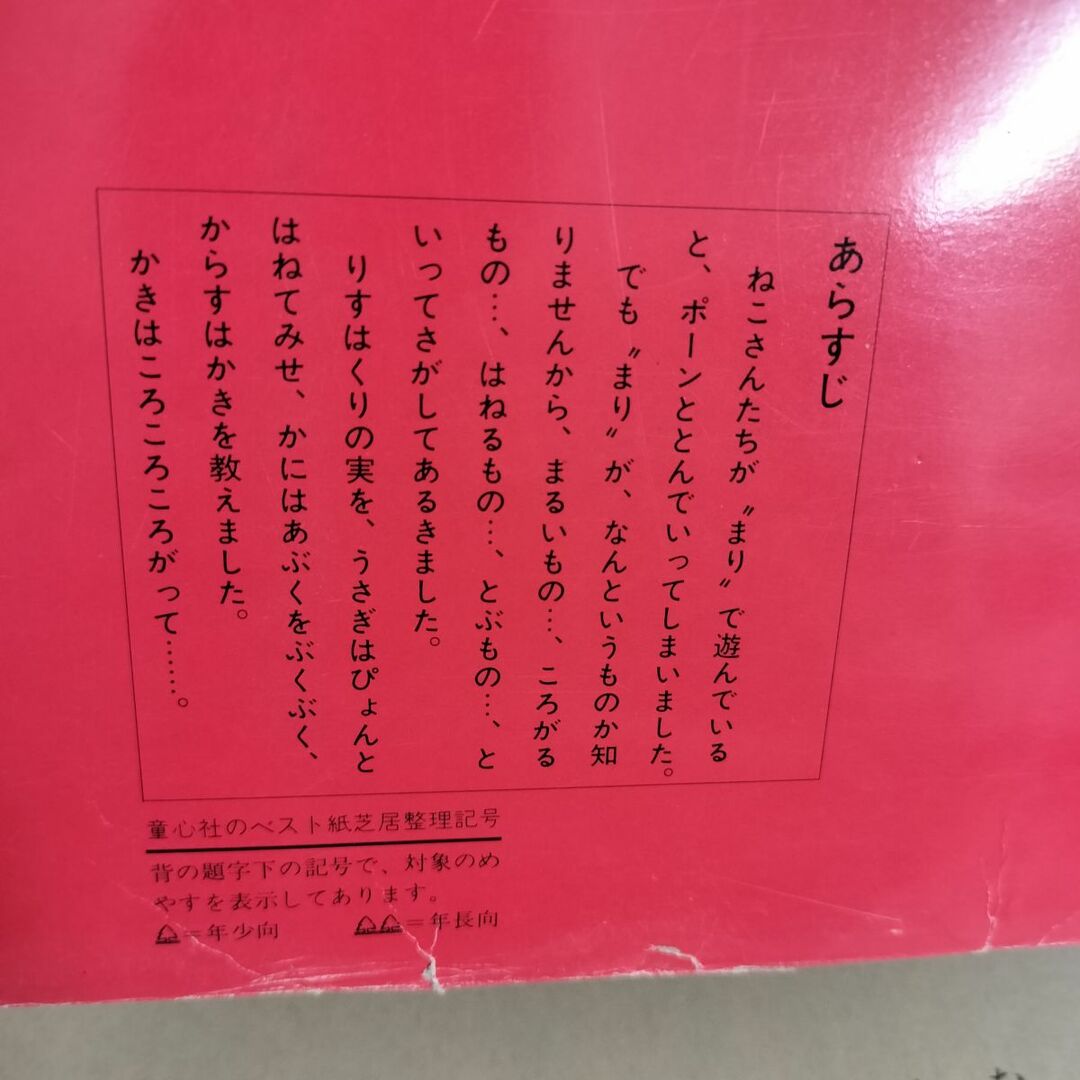 あらすじ
ねこさんたちが〝まり〟で遊んでいる
と、ポーンととんでいってしまいました。
でも〝まり〟が、なんというものか知
りませんから、まるいもの…、ころがる
もの…、はねるもの…、とぶもの…、と
いってさがしてあるきました。
りすはくりの実を、うさぎはぴょんと
はねてみせ、かにはあぶくをぶくぶく、
からすはかきを教えました。
かきはころころころがって……。
童心社のベスト紙芝居整理記号
背の題字下の記号で、対象のめ
やすを表示してあります。
=年少向 =年長向